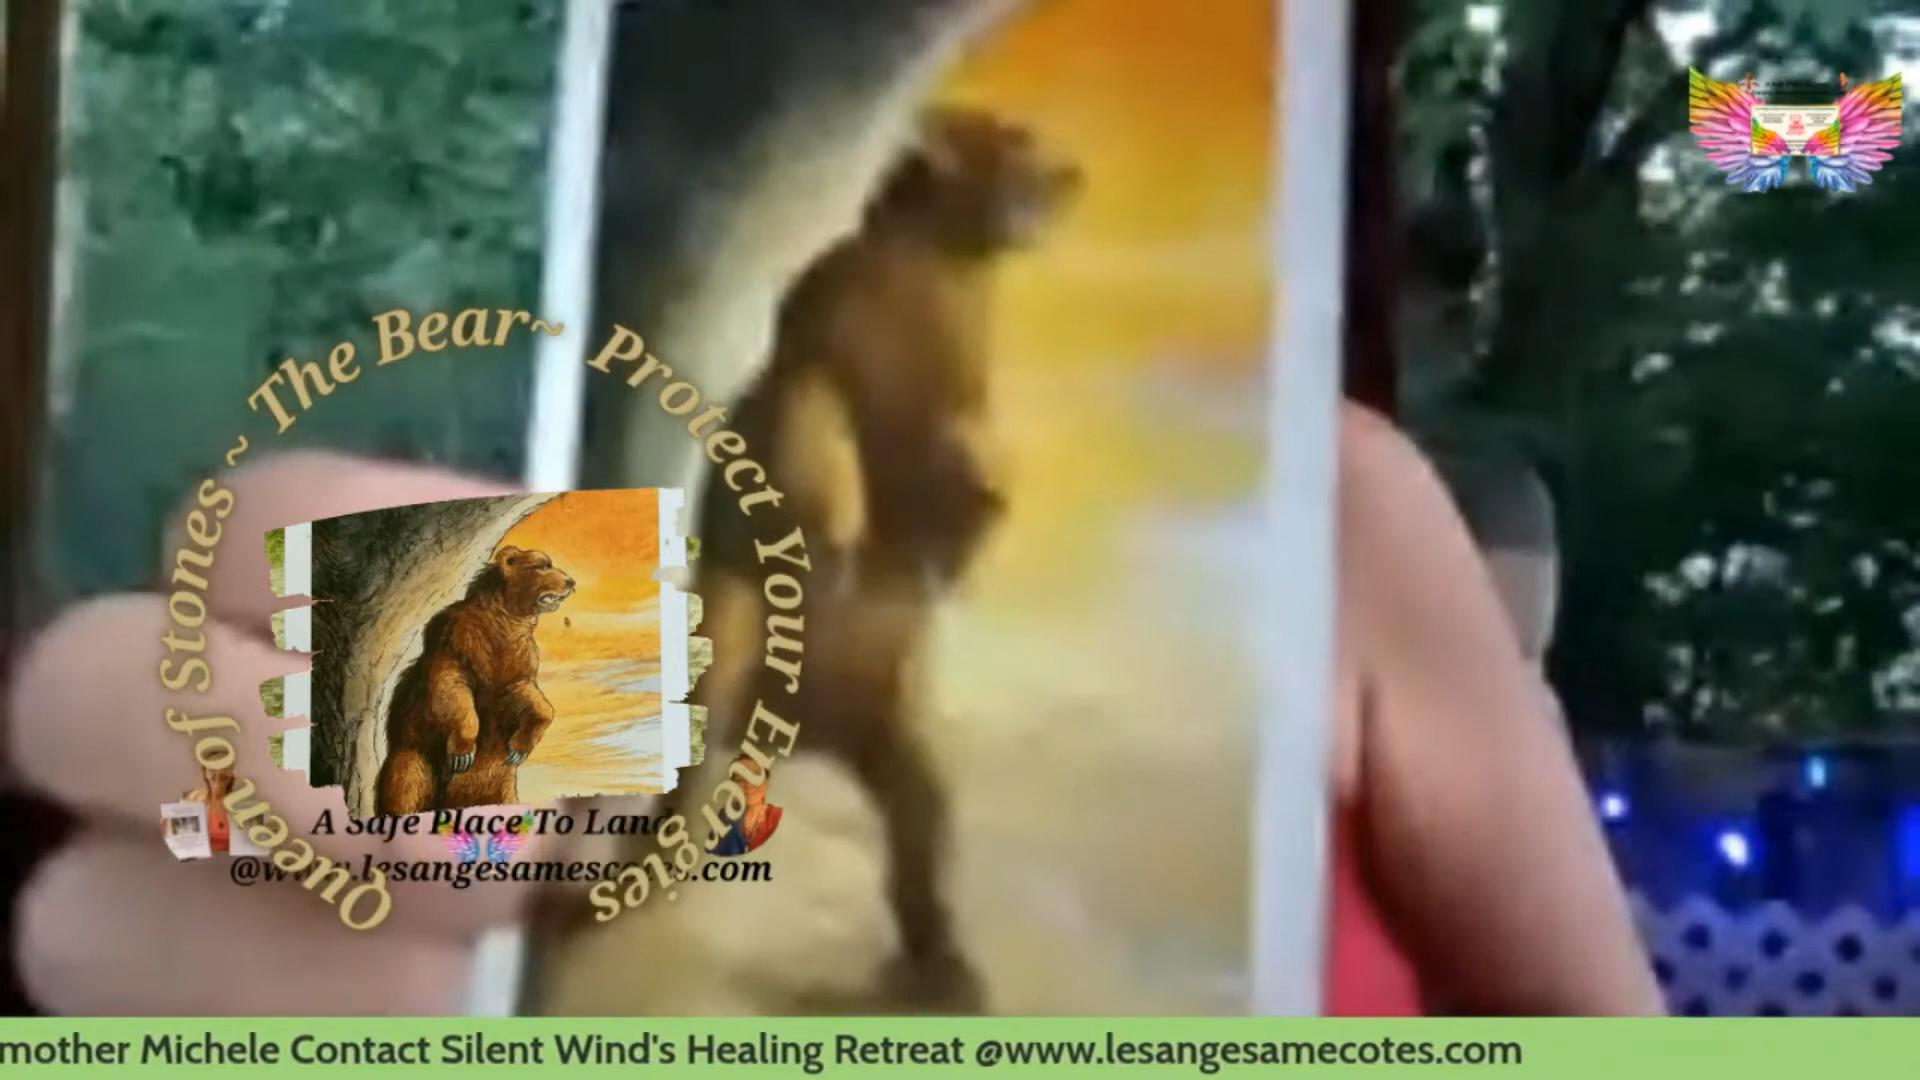 Queen of Stones ~ The Bear~ Protect Your Energies
A Safe Place To Land
mother Michele Contact Silent Wind's Healing Retreat @www.lesangesamecotes.com